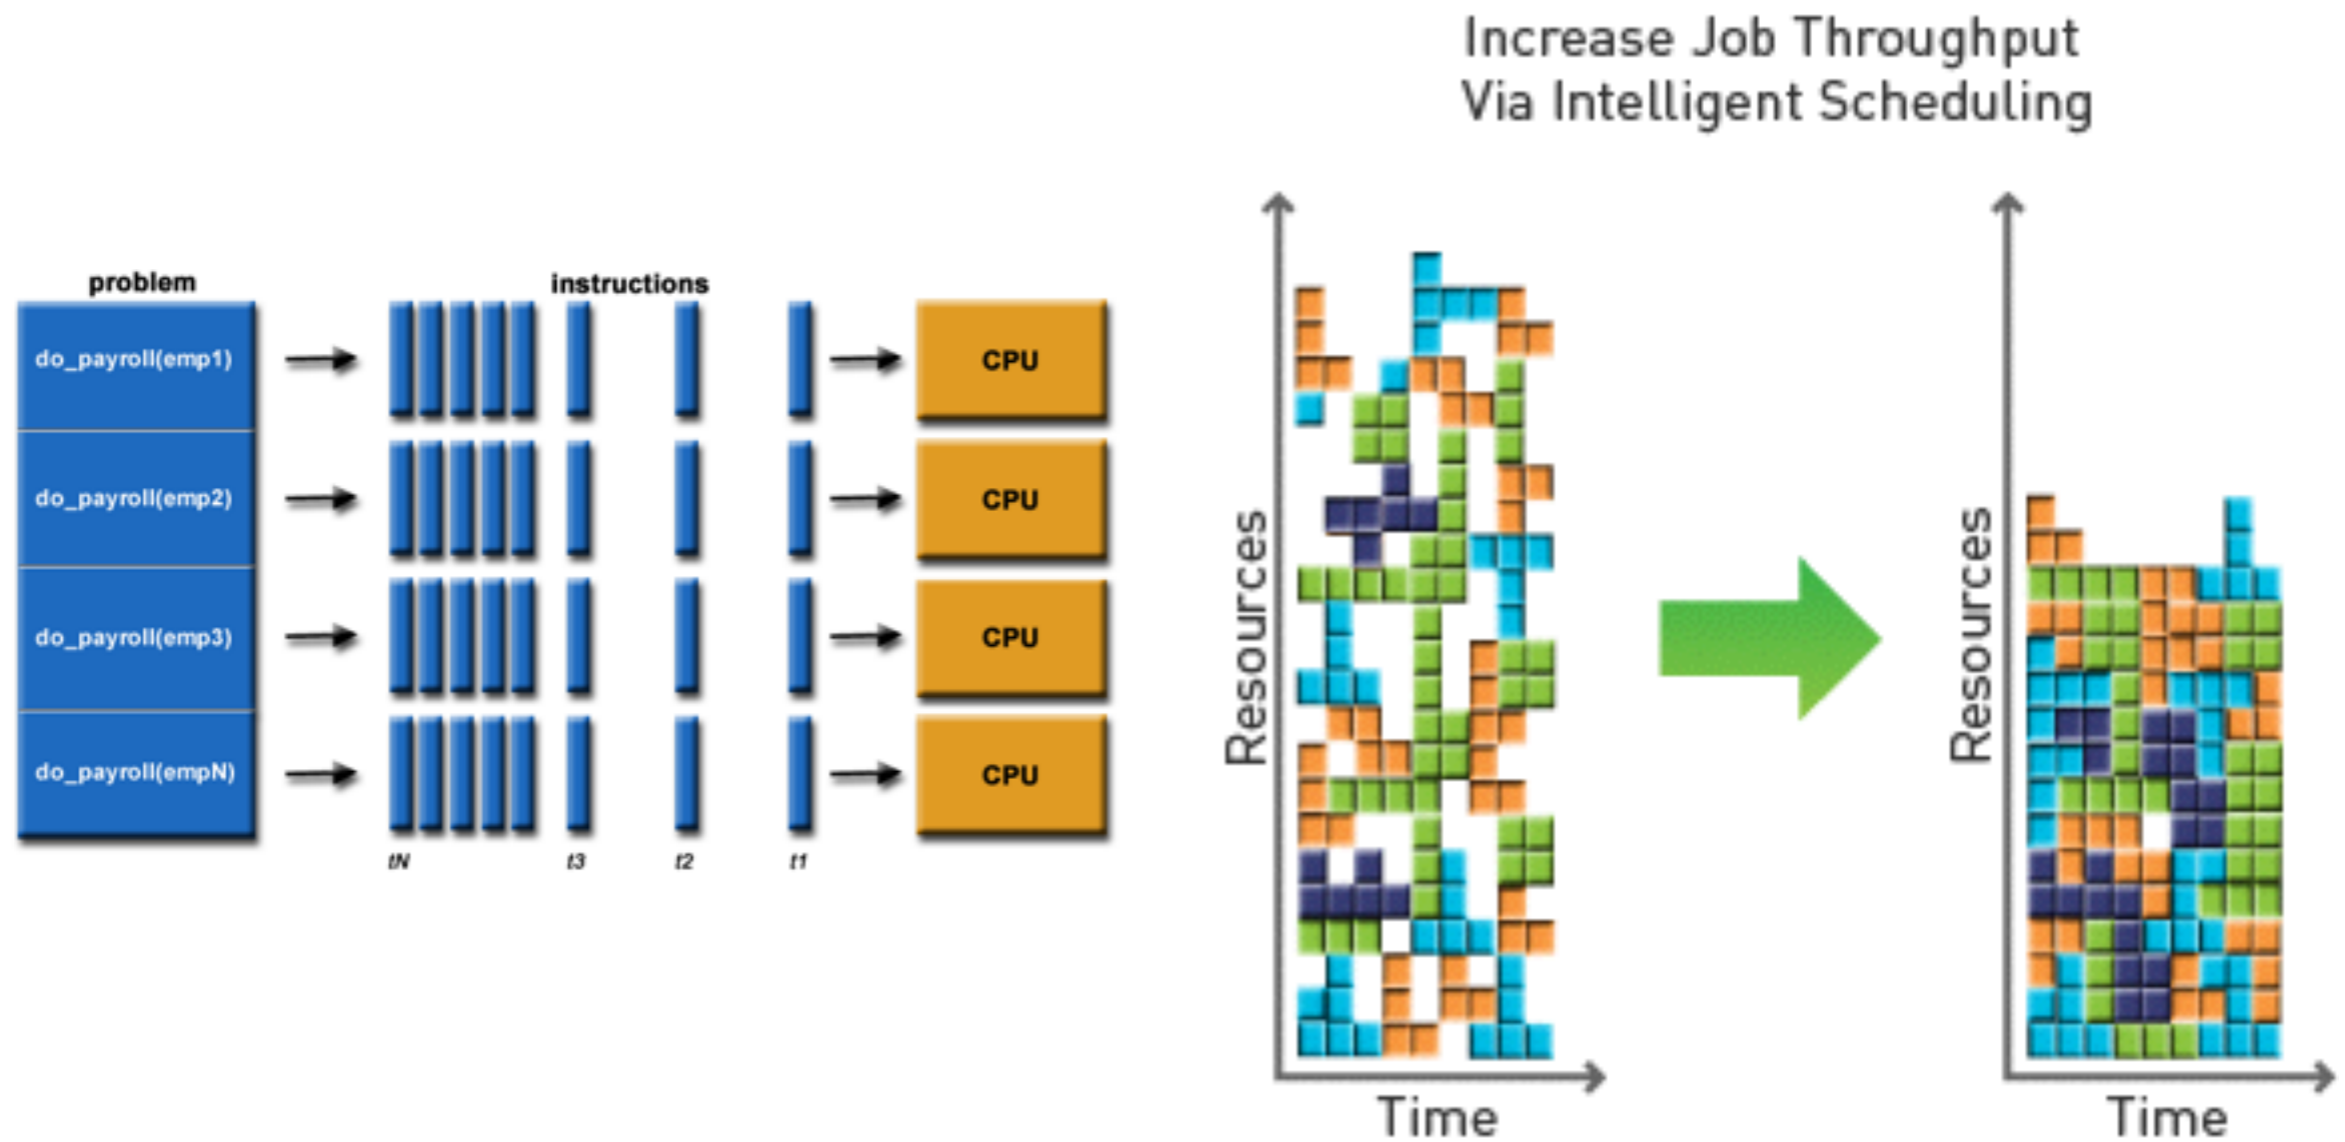 problem
instructions
do_payroll(emp1)
CPU
do_payroll(emp2)
CPU
do_payroll(emp3)
CPU
do_payroll(empN)
CPU
tN
t3
t2
t1
Increase Job Throughput
Via Intelligent Scheduling
Resources
Time
Resources
Time